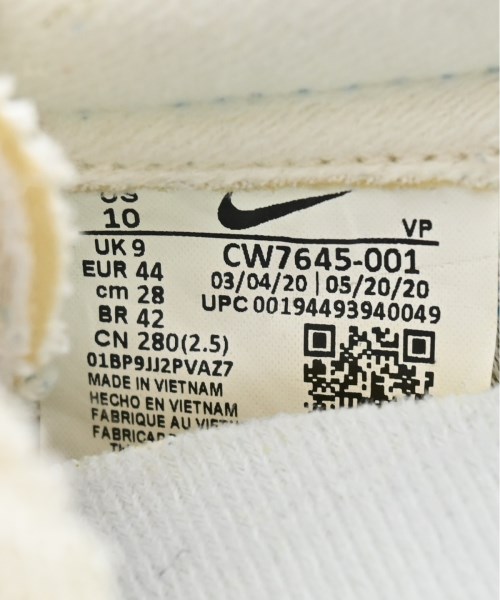 US
10
VP
UK 9
EUR 44
cm 28
BR 42
CN 280(2.5)
01BP9JJ2PVAZ7
MADE IN VIETNAM
HECHO EN VIETNAM
FABRIQUE AU
CW7645-001
03/04/20 | 05/20/20
UPC 00194493940049